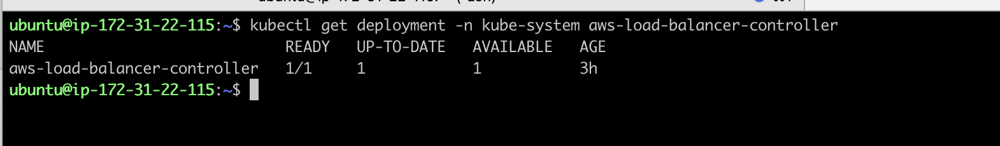 ubuntu@ip-172-31-22-115:~$ kubectl get deployment -n kube-system aws-load-balancer-controller
NAME READY UP-TO-DATE AVAILABLE AGE
aws-load-balancer-controller 1/1 1 1 3h
ubuntu@ip-172-31-22-115:~$